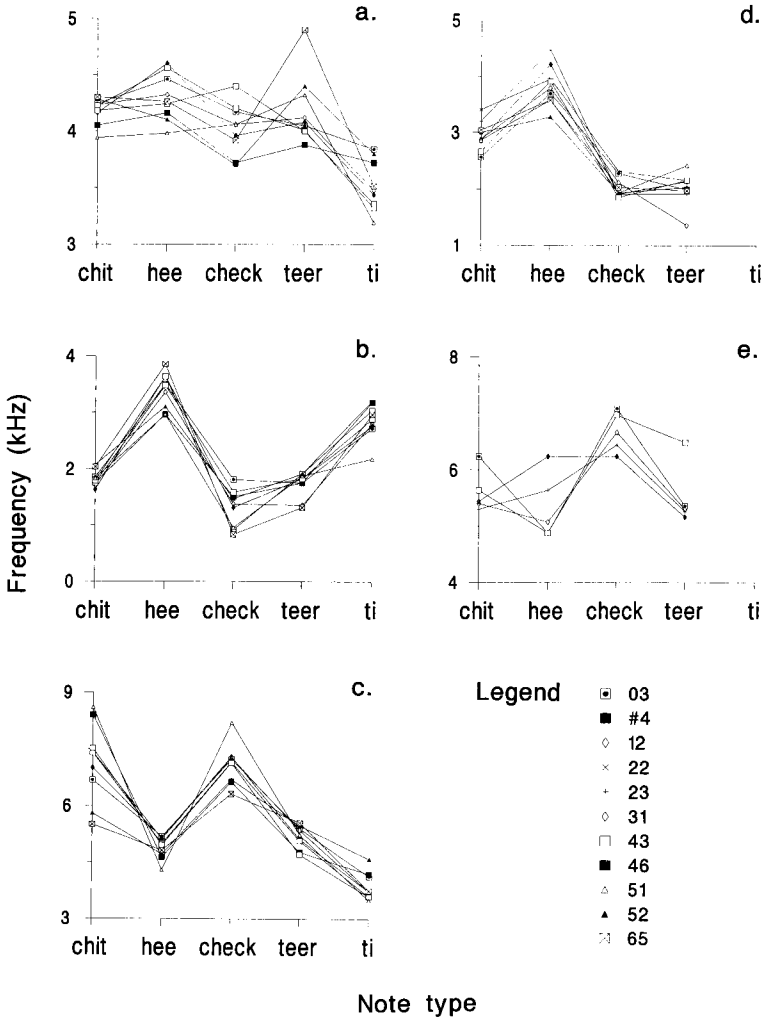 a.
5
4
3
chit hee check teer ti
d.
5
3
1
chit hee check teer ti
b.
4
2
0
chit hee check teer ti
e.
8
6
4
chit hee check teer ti
c.
9
6
3
chit hee check teer ti
Frequency (kHz)
Note type
Legend
03
#4
12
22
23
31
43
46
51
52
65